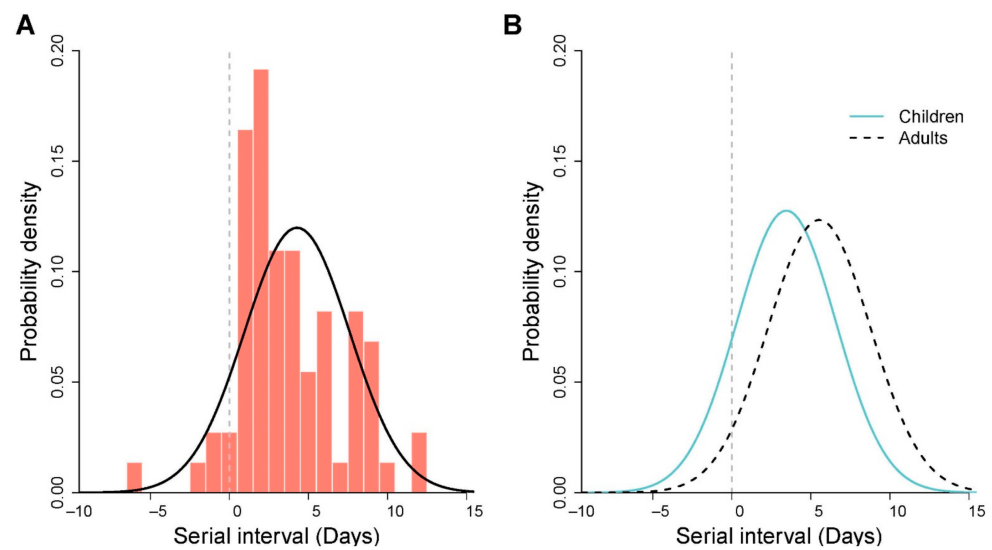 A
Probability density
0.00
0.05
0.10
0.15
0.20
–10
–5
0
5
10
15
Serial interval (Days)
B
Probability density
0.00
0.05
0.10
0.15
0.20
Children
Adults
–10
–5
0
5
10
15
Serial interval (Days)